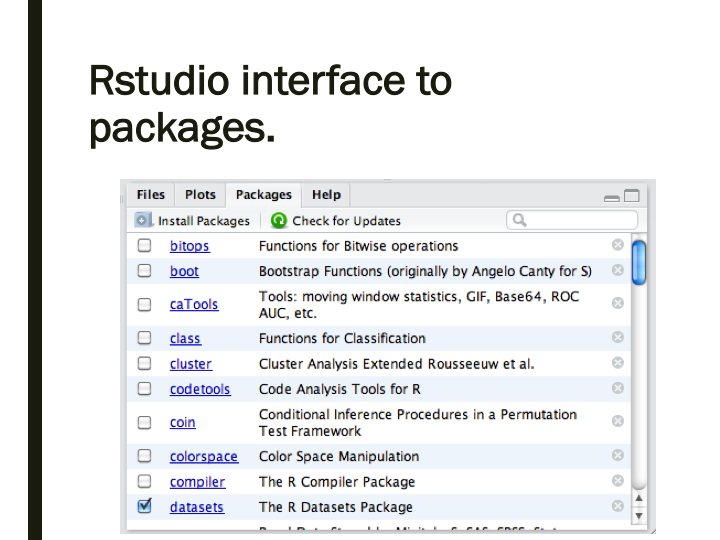 Rstudio interface to
packages.
Files Plots Packages Help
Install Packages Check for Updates
bitops Functions for Bitwise operations
boot Bootstrap Functions (originally by Angelo Canty for S)
caTools Tools: moving window statistics, GIF, Base64, ROC
AUC, etc.
class Functions for Classification
cluster Cluster Analysis Extended Rousseeuw et al.
codetools Code Analysis Tools for R
coin Conditional Inference Procedures in a Permutation
Test Framework
colorspace Color Space Manipulation
compiler The R Compiler Package
datasets The R Datasets Package